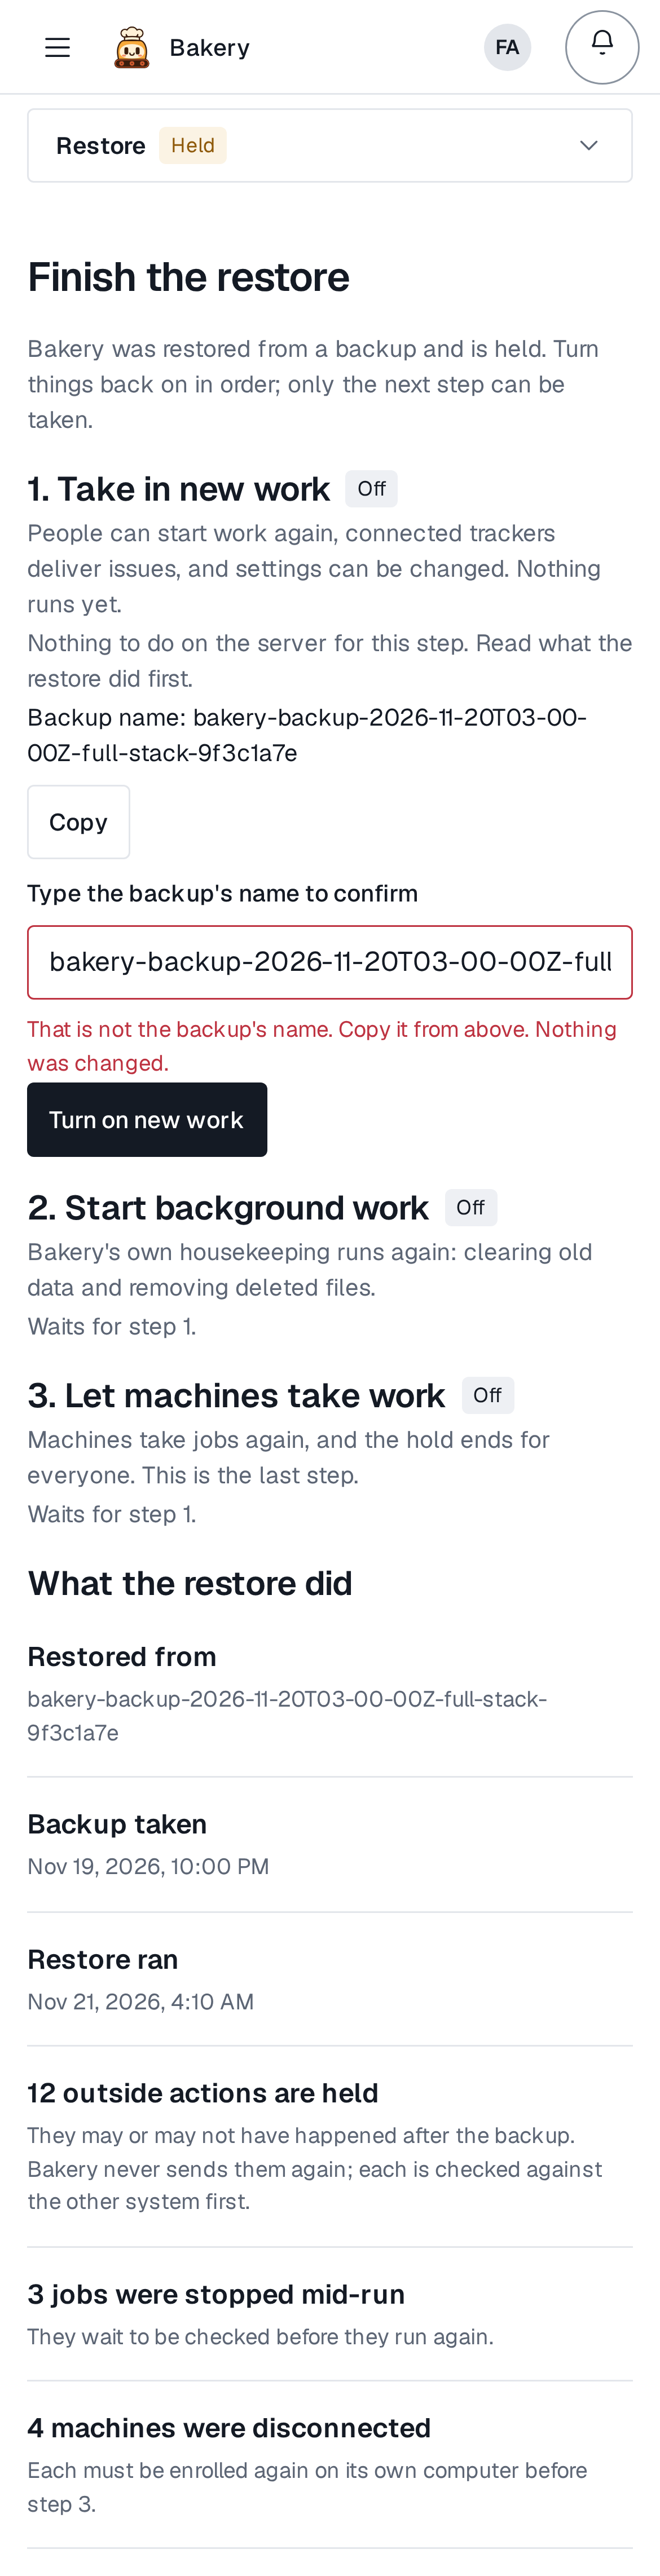 Bakery
FA
Restore Held
Finish the restore
Bakery was restored from a backup and is held. Turn
things back on in order; only the next step can be
taken.
1. Take in new work Off
People can start work again, connected trackers
deliver issues, and settings can be changed. Nothing
runs yet.
Nothing to do on the server for this step. Read what the
restore did first.
Backup name: bakery-backup-2026-11-20T03-00-
00Z-full-stack-9f3c1a7e
Copy
Type the backup's name to confirm
bakery-backup-2026-11-20T03-00-00Z-full
That is not the backup's name. Copy it from above. Nothing
was changed.
Turn on new work
2. Start background work Off
Bakery's own housekeeping runs again: clearing old
data and removing deleted files.
Waits for step 1.
3. Let machines take work Off
Machines take jobs again, and the hold ends for
everyone. This is the last step.
Waits for step 1.
What the restore did
Restored from
bakery-backup-2026-11-20T03-00-00Z-full-stack-
9f3c1a7e
Backup taken
Nov 19, 2026, 10:00 PM
Restore ran
Nov 21, 2026, 4:10 AM
12 outside actions are held
They may or may not have happened after the backup.
Bakery never sends them again; each is checked against
the other system first.
3 jobs were stopped mid-run
They wait to be checked before they run again.
4 machines were disconnected
Each must be enrolled again on its own computer before
step 3.